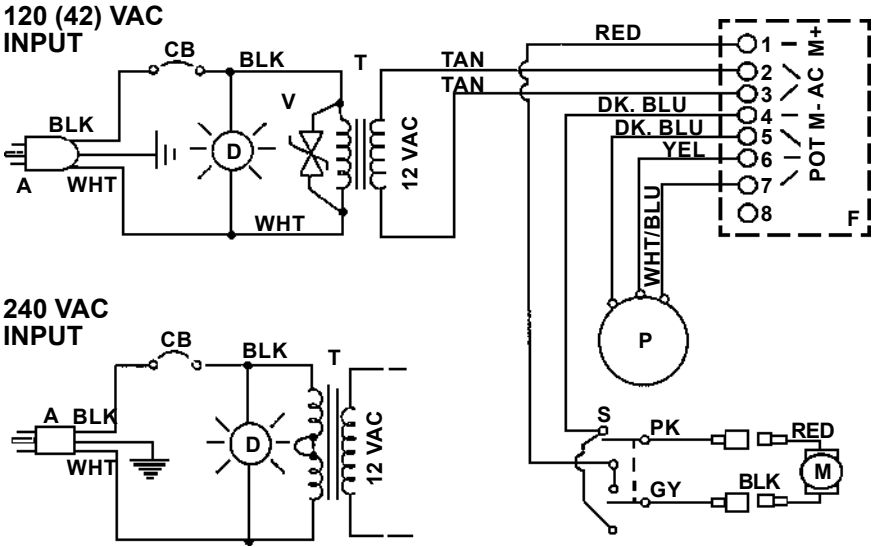 120 (42) VAC
INPUT
CB
BLK
T
V
BLK
A
WHT
D
12 VAC
WHT
TAN
TAN
RED
DK. BLU
DK. BLU
YEL
WHT/BLU
1 – M+
2
3 AC
4 – M-
5
6 – POT
7
8
F
P
240 VAC
INPUT
CB
BLK
T
A BLK
WHT
D
12 VAC
S
PK
RED
M
GY
BLK